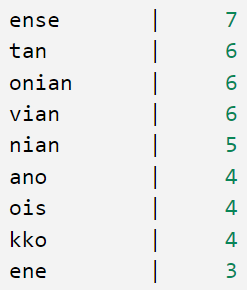 ense | 7
tan | 6
onian | 6
vian | 6
nian | 5
ano | 4
ois | 4
kko | 4
ene | 3